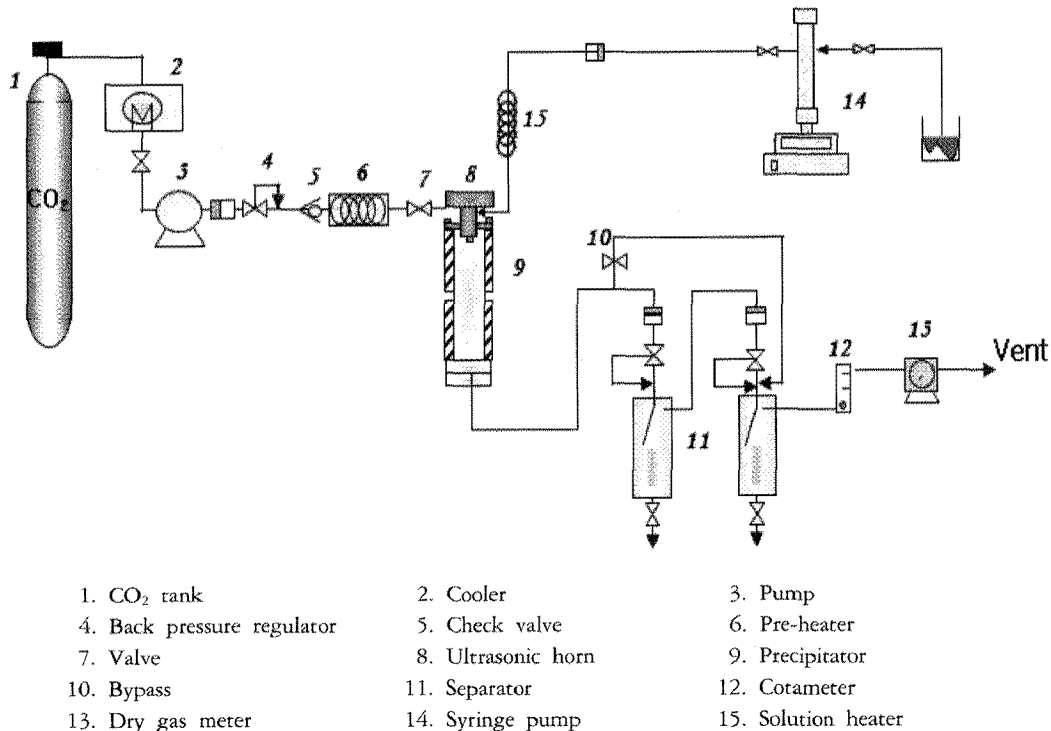 1
2
3
4
5
6
7
8
15
14
CO₂
9
10
11
12
13
Vent
1. CO₂ tank
2. Cooler
3. Pump
4. Back pressure regulator
5. Check valve
6. Pre-heater
7. Valve
8. Ultrasonic horn
9. Precipitator
10. Bypass
11. Separator
12. Cotameter
13. Dry gas meter
14. Syringe pump
15. Solution heater